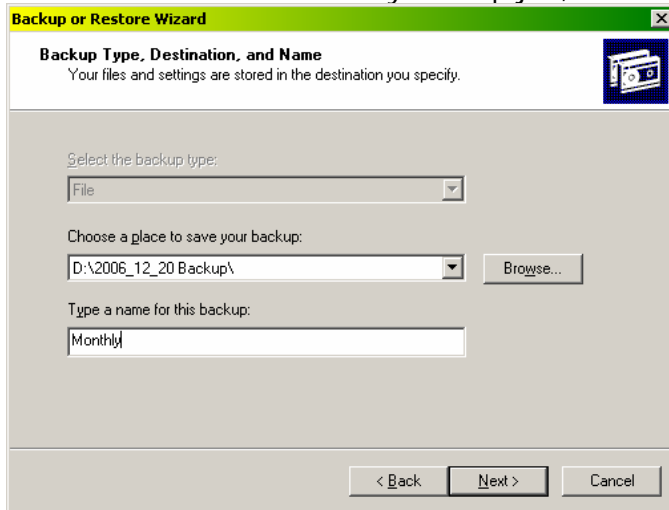 Backup or Restore Wizard
Backup Type, Destination, and Name
Your files and settings are stored in the destination you specify.
Select the backup type:
File
Choose a place to save your backup:
D:\2006_12_20 Backup\
Browse...
Type a name for this backup:
Monthly
< Back
Next >
Cancel